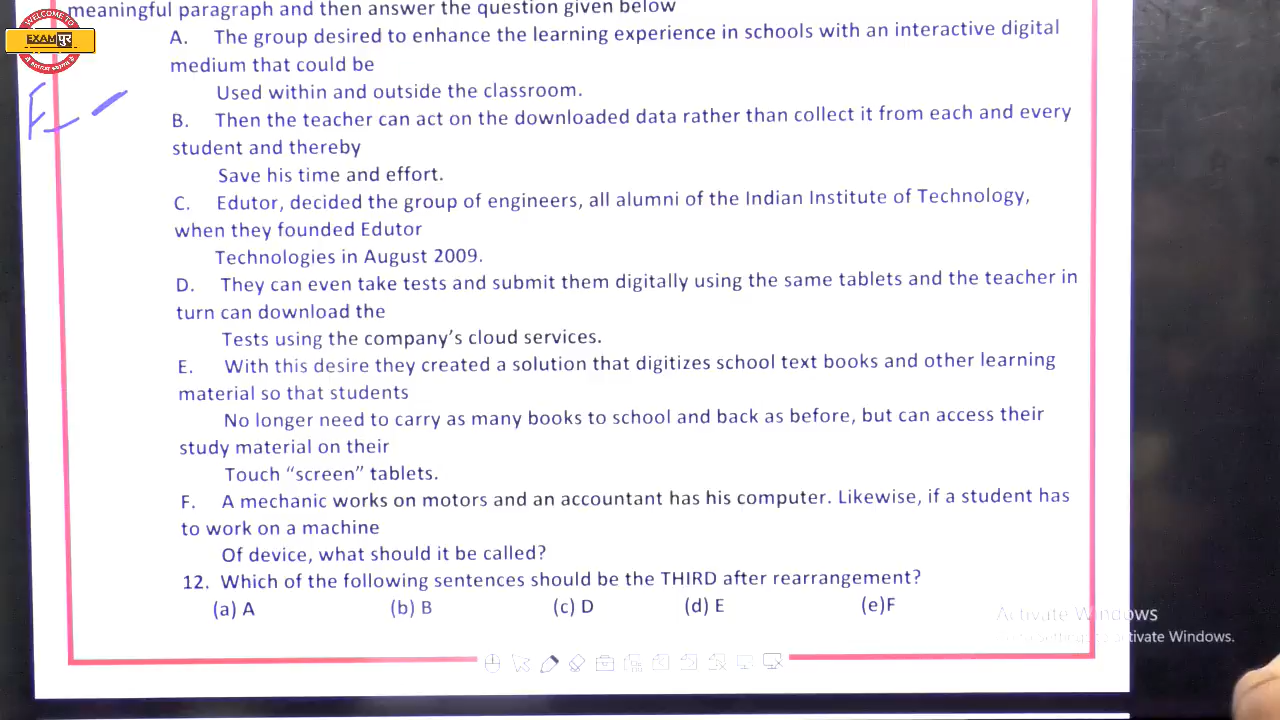 meaningful paragraph and then answer the question given below
WELCOME TO
EXAM पुर
A. The group desired to enhance the learning experience in schools with an interactive digital
medium that could be
Used within and outside the classroom.
F –
B. Then the teacher can act on the downloaded data rather than collect it from each and every
student and thereby
Save his time and effort.
C. Edutor, decided the group of engineers, all alumni of the Indian Institute of Technology,
when they founded Edutor
Technologies in August 2009.
D. They can even take tests and submit them digitally using the same tablets and the teacher in
turn can download the
Tests using the company’s cloud services.
E. With this desire they created a solution that digitizes school text books and other learning
material so that students
No longer need to carry as many books to school and back as before, but can access their
study material on their
Touch “screen” tablets.
F. A mechanic works on motors and an accountant has his computer. Likewise, if a student has
to work on a machine
Of device, what should it be called?
12. Which of the following sentences should be the THIRD after rearrangement?
(a) A (b) B (c) D (d) E (e)F
Activate Windows
activate Windows.